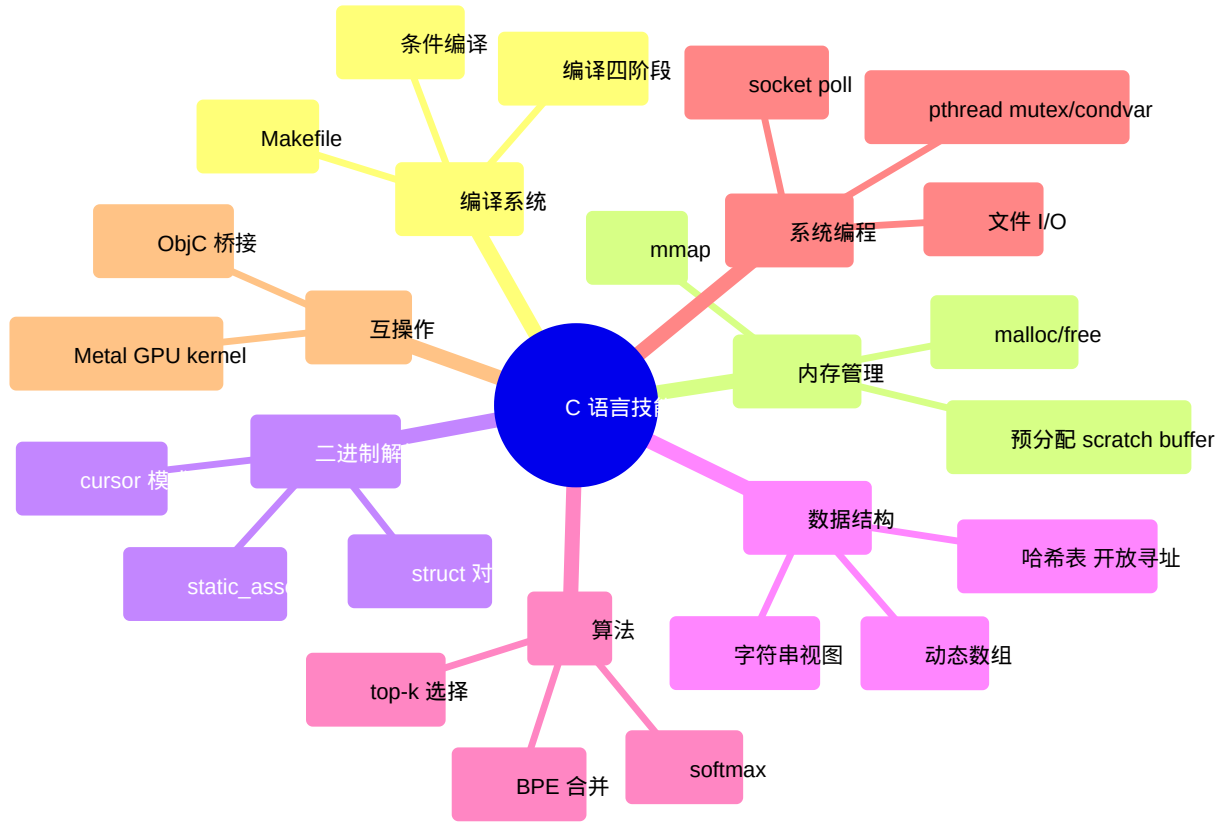 条件编译
编译四阶段
Makefile
编译系统
socket poll
pthread mutex/condvar
文件 I/O
系统编程
ObjC 桥接
Metal GPU kernel
互操作
mmap
malloc/free
内存管理
预分配 scratch buffer
C 语言技能
二进制解
cursor 模
static_asse
struct 对
数据结构
哈希表 开放寻址
字符串视图
动态数组
算法
top-k 选择
BPE 合并
softmax